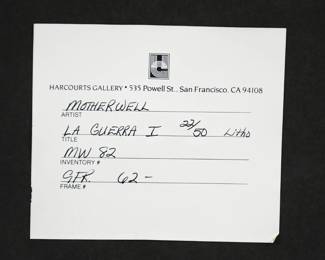 HARCOURTS GALLERY • 535 Powell St., San Francisco, CA 94108
MOTHERWELL
ARTIST
LA GUERRA I 22/50 Litho
TITLE
MW 82
INVENTORY #
GFR. 62-
FRAME #